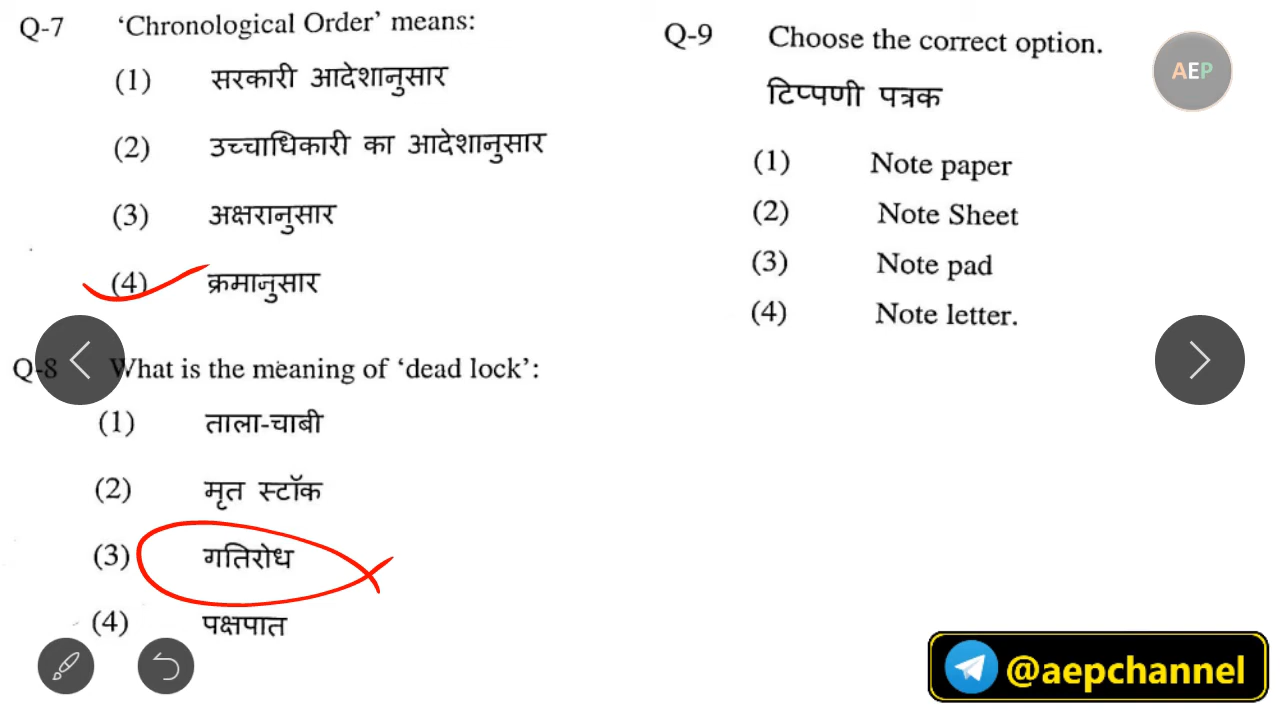 Q-7 ‘Chronological Order’ means:
(1) सरकारी आदेशानुसार
(2) उच्चाधिकारी का आदेशानुसार
(3) अक्षरानुसार
(4) क्रमानुसार
Q-8 What is the meaning of ‘dead lock’:
(1) ताला-चाबी
(2) मृत स्टॉक
(3) गतिरोध
(4) पक्षपात
Q-9 Choose the correct option.
टिप्पणी पत्रक
(1) Note paper
(2) Note Sheet
(3) Note pad
(4) Note letter.
AEP
@aepchannel